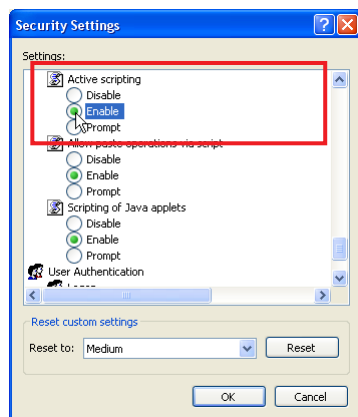 Security Settings
Settings:
Active scripting
Disable
Enable
Prompt
Allow paste operations via script
Disable
Enable
Prompt
Scripting of Java applets
Disable
Enable
Prompt
User Authentication
Logon
Reset custom settings
Reset to: Medium Reset
OK Cancel